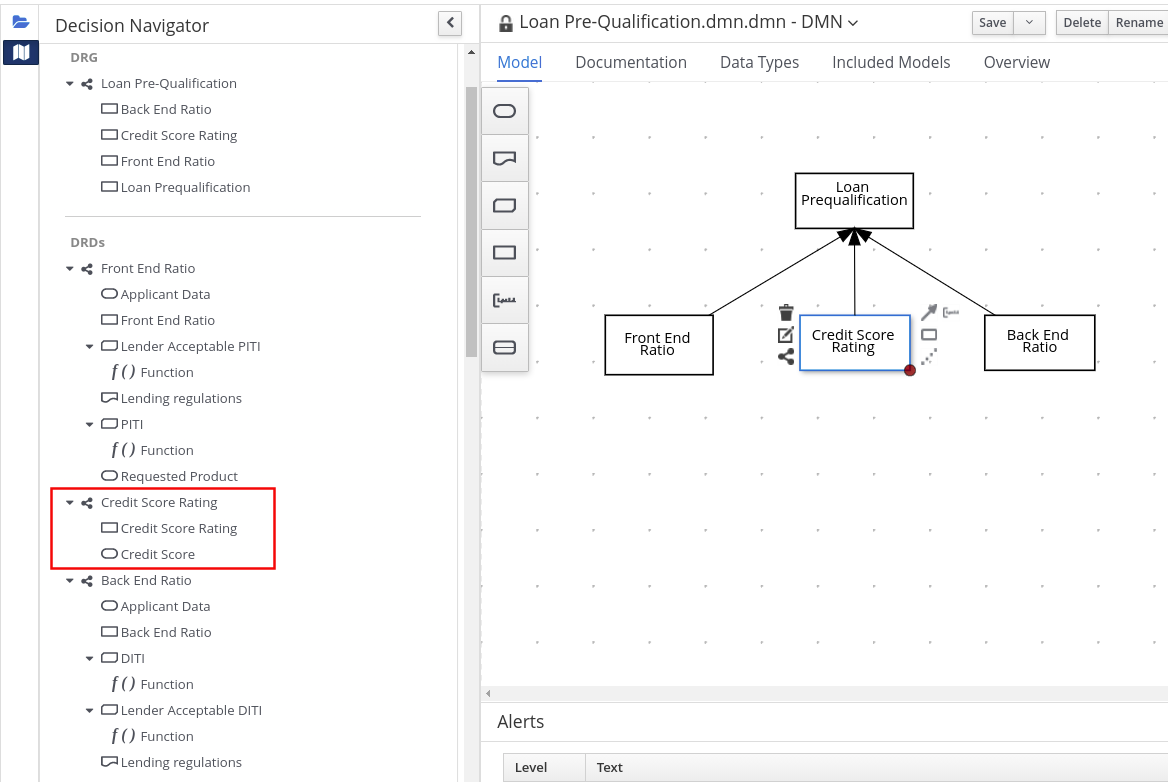 Decision Navigator
DRG
Loan Pre-Qualification
Back End Ratio
Credit Score Rating
Front End Ratio
Loan Prequalification
DRDs
Front End Ratio
Applicant Data
Front End Ratio
Lender Acceptable PITI
f ( ) Function
Lending regulations
PITI
f ( ) Function
Requested Product
Credit Score Rating
Credit Score Rating
Credit Score
Back End Ratio
Applicant Data
Back End Ratio
DITI
f ( ) Function
Lender Acceptable DITI
f ( ) Function
Lending regulations
Loan Pre-Qualification.dmn.dmn - DMN
Save
Delete
Rename
Model
Documentation
Data Types
Included Models
Overview
Loan
Prequalification
Front End
Ratio
Credit Score
Rating
Back End
Ratio
Alerts
Level
Text